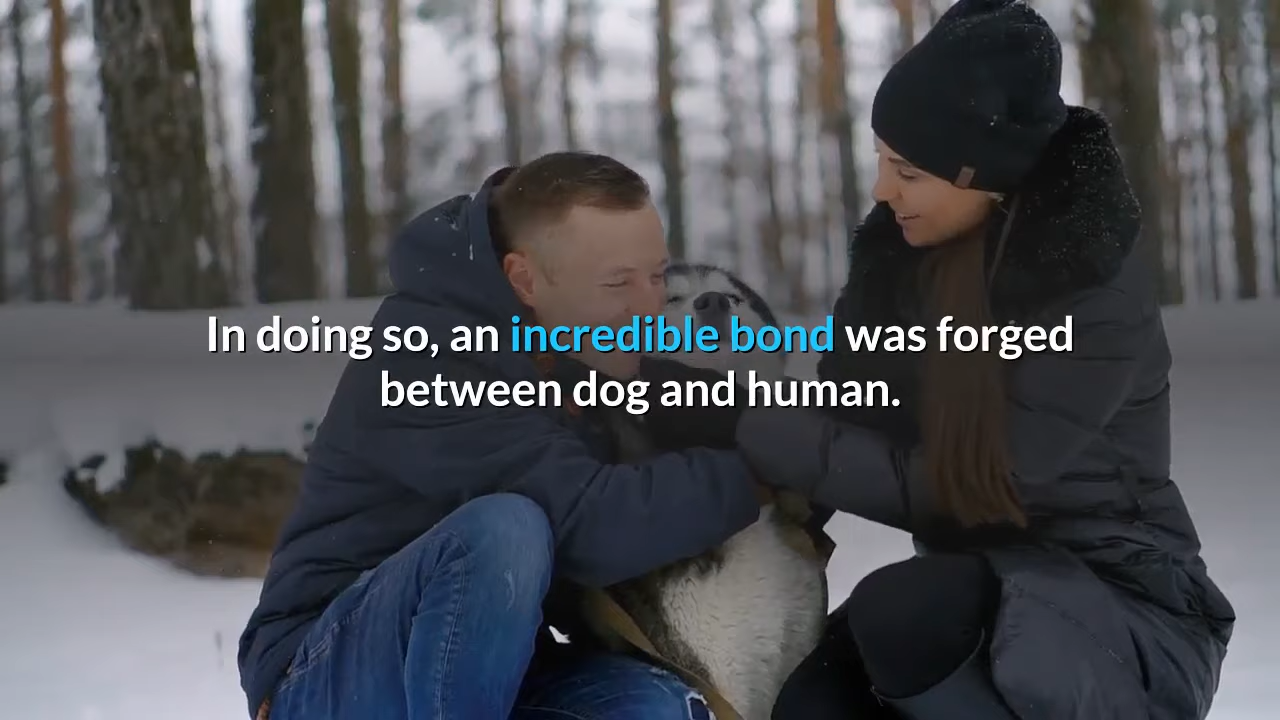 In doing so, an incredible bond was forged
between dog and human.